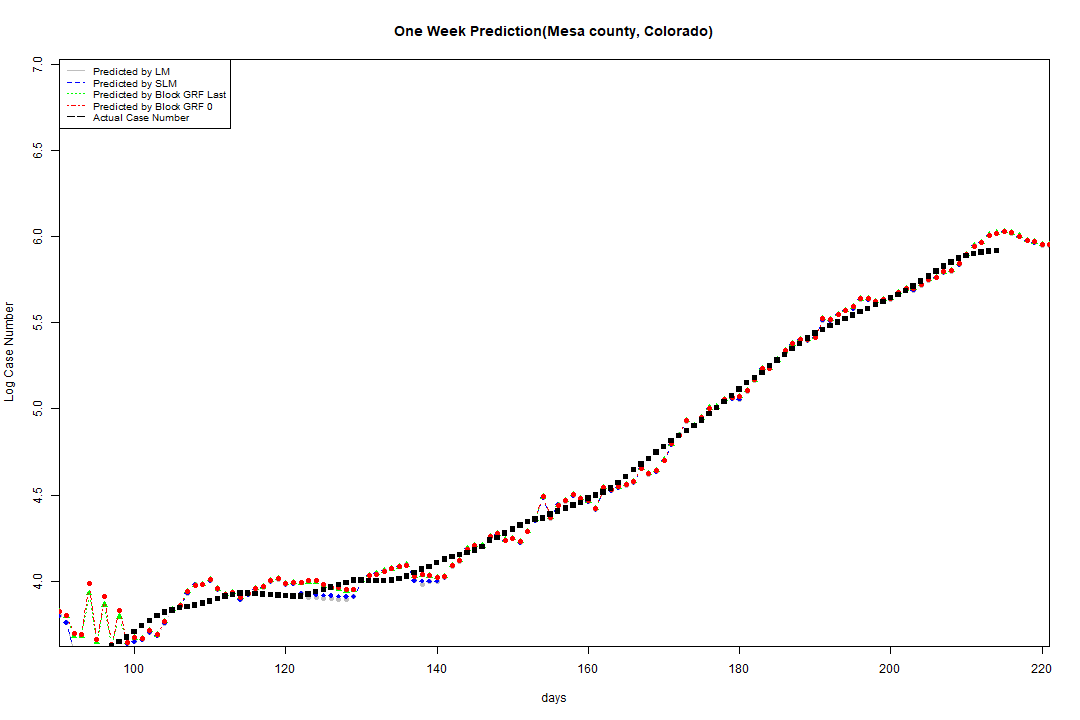 One Week Prediction(Mesa county, Colorado)
Predicted by LM
Predicted by SLM
Predicted by Block GRF Last
Predicted by Block GRF 0
Actual Case Number
7.0
6.5
6.0
5.5
5.0
4.5
4.0
Log Case Number
100 120 140 160 180 200 220
days